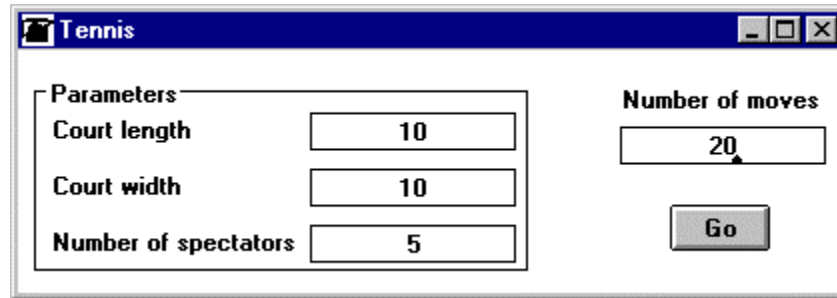 Tennis
Parameters
Court length 10
Court width 10
Number of spectators 5
Number of moves
20
Go